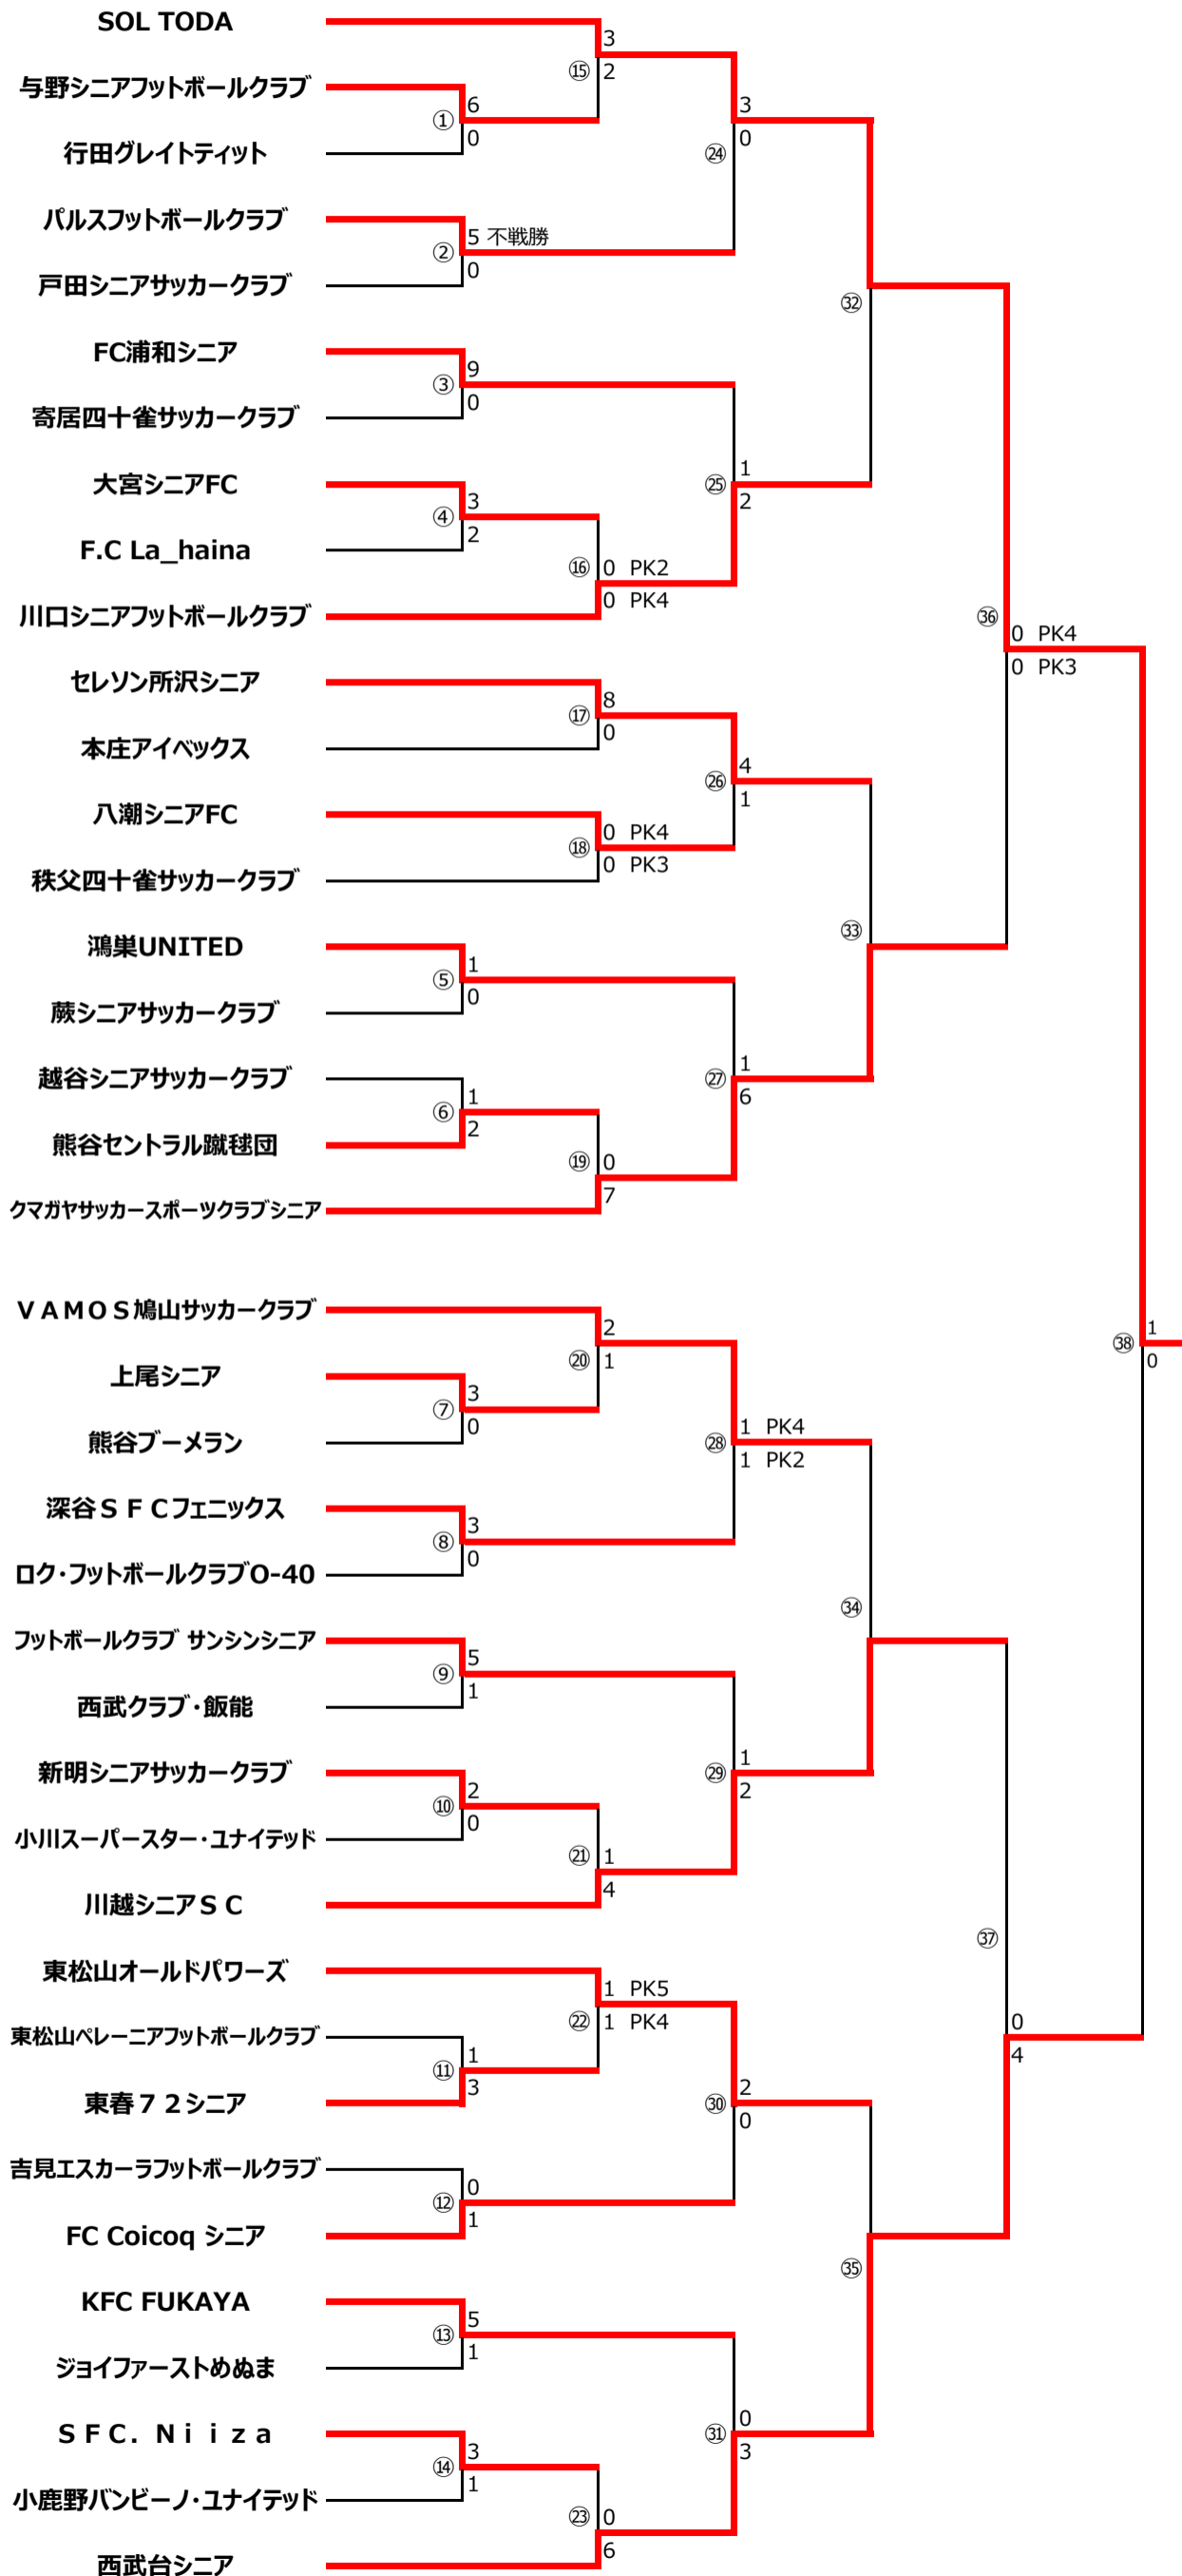 SOL TODA
3
⑮ 2
与野シニアフットボールクラブ
6
3
① 0
0
行田グレイトティット
㉔
パルスフットボールクラブ
5 不戦勝
② 0
戸田シニアサッカークラブ
㉜
FC浦和シニア
9
③ 0
寄居四十雀サッカークラブ
1
大宮シニアFC
㉕ 2
3
④ 2
F.C La_haina
⑯ 0 PK2
0 PK4
川口シニアフットボールクラブ
㊱
0 PK4
0 PK3
セレソン所沢シニア
8
⑰ 0
本庄アイベックス
4
㉖ 1
八潮シニアFC
0 PK4
⑱ 0 PK3
秩父四十雀サッカークラブ
㉝
鴻巣UNITED
1
⑤ 0
蕨シニアサッカークラブ
1
越谷シニアサッカークラブ
㉗ 6
1
⑥ 2
熊谷セントラル蹴毬団
⑲ 0
7
クマガヤサッカースポーツクラブシニア
ＶＡＭＯＳ鳩山サッカークラブ
2
1
㊳ 0
⑳ 1
上尾シニア
3
⑦ 0
1 PK4
熊谷ブーメラン
㉘ 1 PK2
深谷ＳＦＣフェニックス
3
⑧ 0
ロク・フットボールクラブO-40
㉞
フットボールクラブ サンシンシニア
5
⑨ 1
西武クラブ・飯能
1
新明シニアサッカークラブ
㉙ 2
2
⑩ 0
小川スーパースター・ユナイテッド
㉑ 1
4
川越シニアＳＣ
㊲
東松山オールドパワーズ
1 PK5
㉒ 1 PK4
0
4
東松山ペレーニアフットボールクラブ
1
⑪ 3
2
東春７２シニア
㉚ 0
吉見エスカーラフットボールクラブ
0
⑫ 1
FC Coicoq シニア
㉟
KFC FUKAYA
5
⑬ 1
ジョイファーストめぬま
0
ＳＦＣ．Ｎｉｉｚａ
㉛ 3
3
⑭ 1
小鹿野バンビーノ・ユナイテッド
㉓ 0
6
西武台シニア